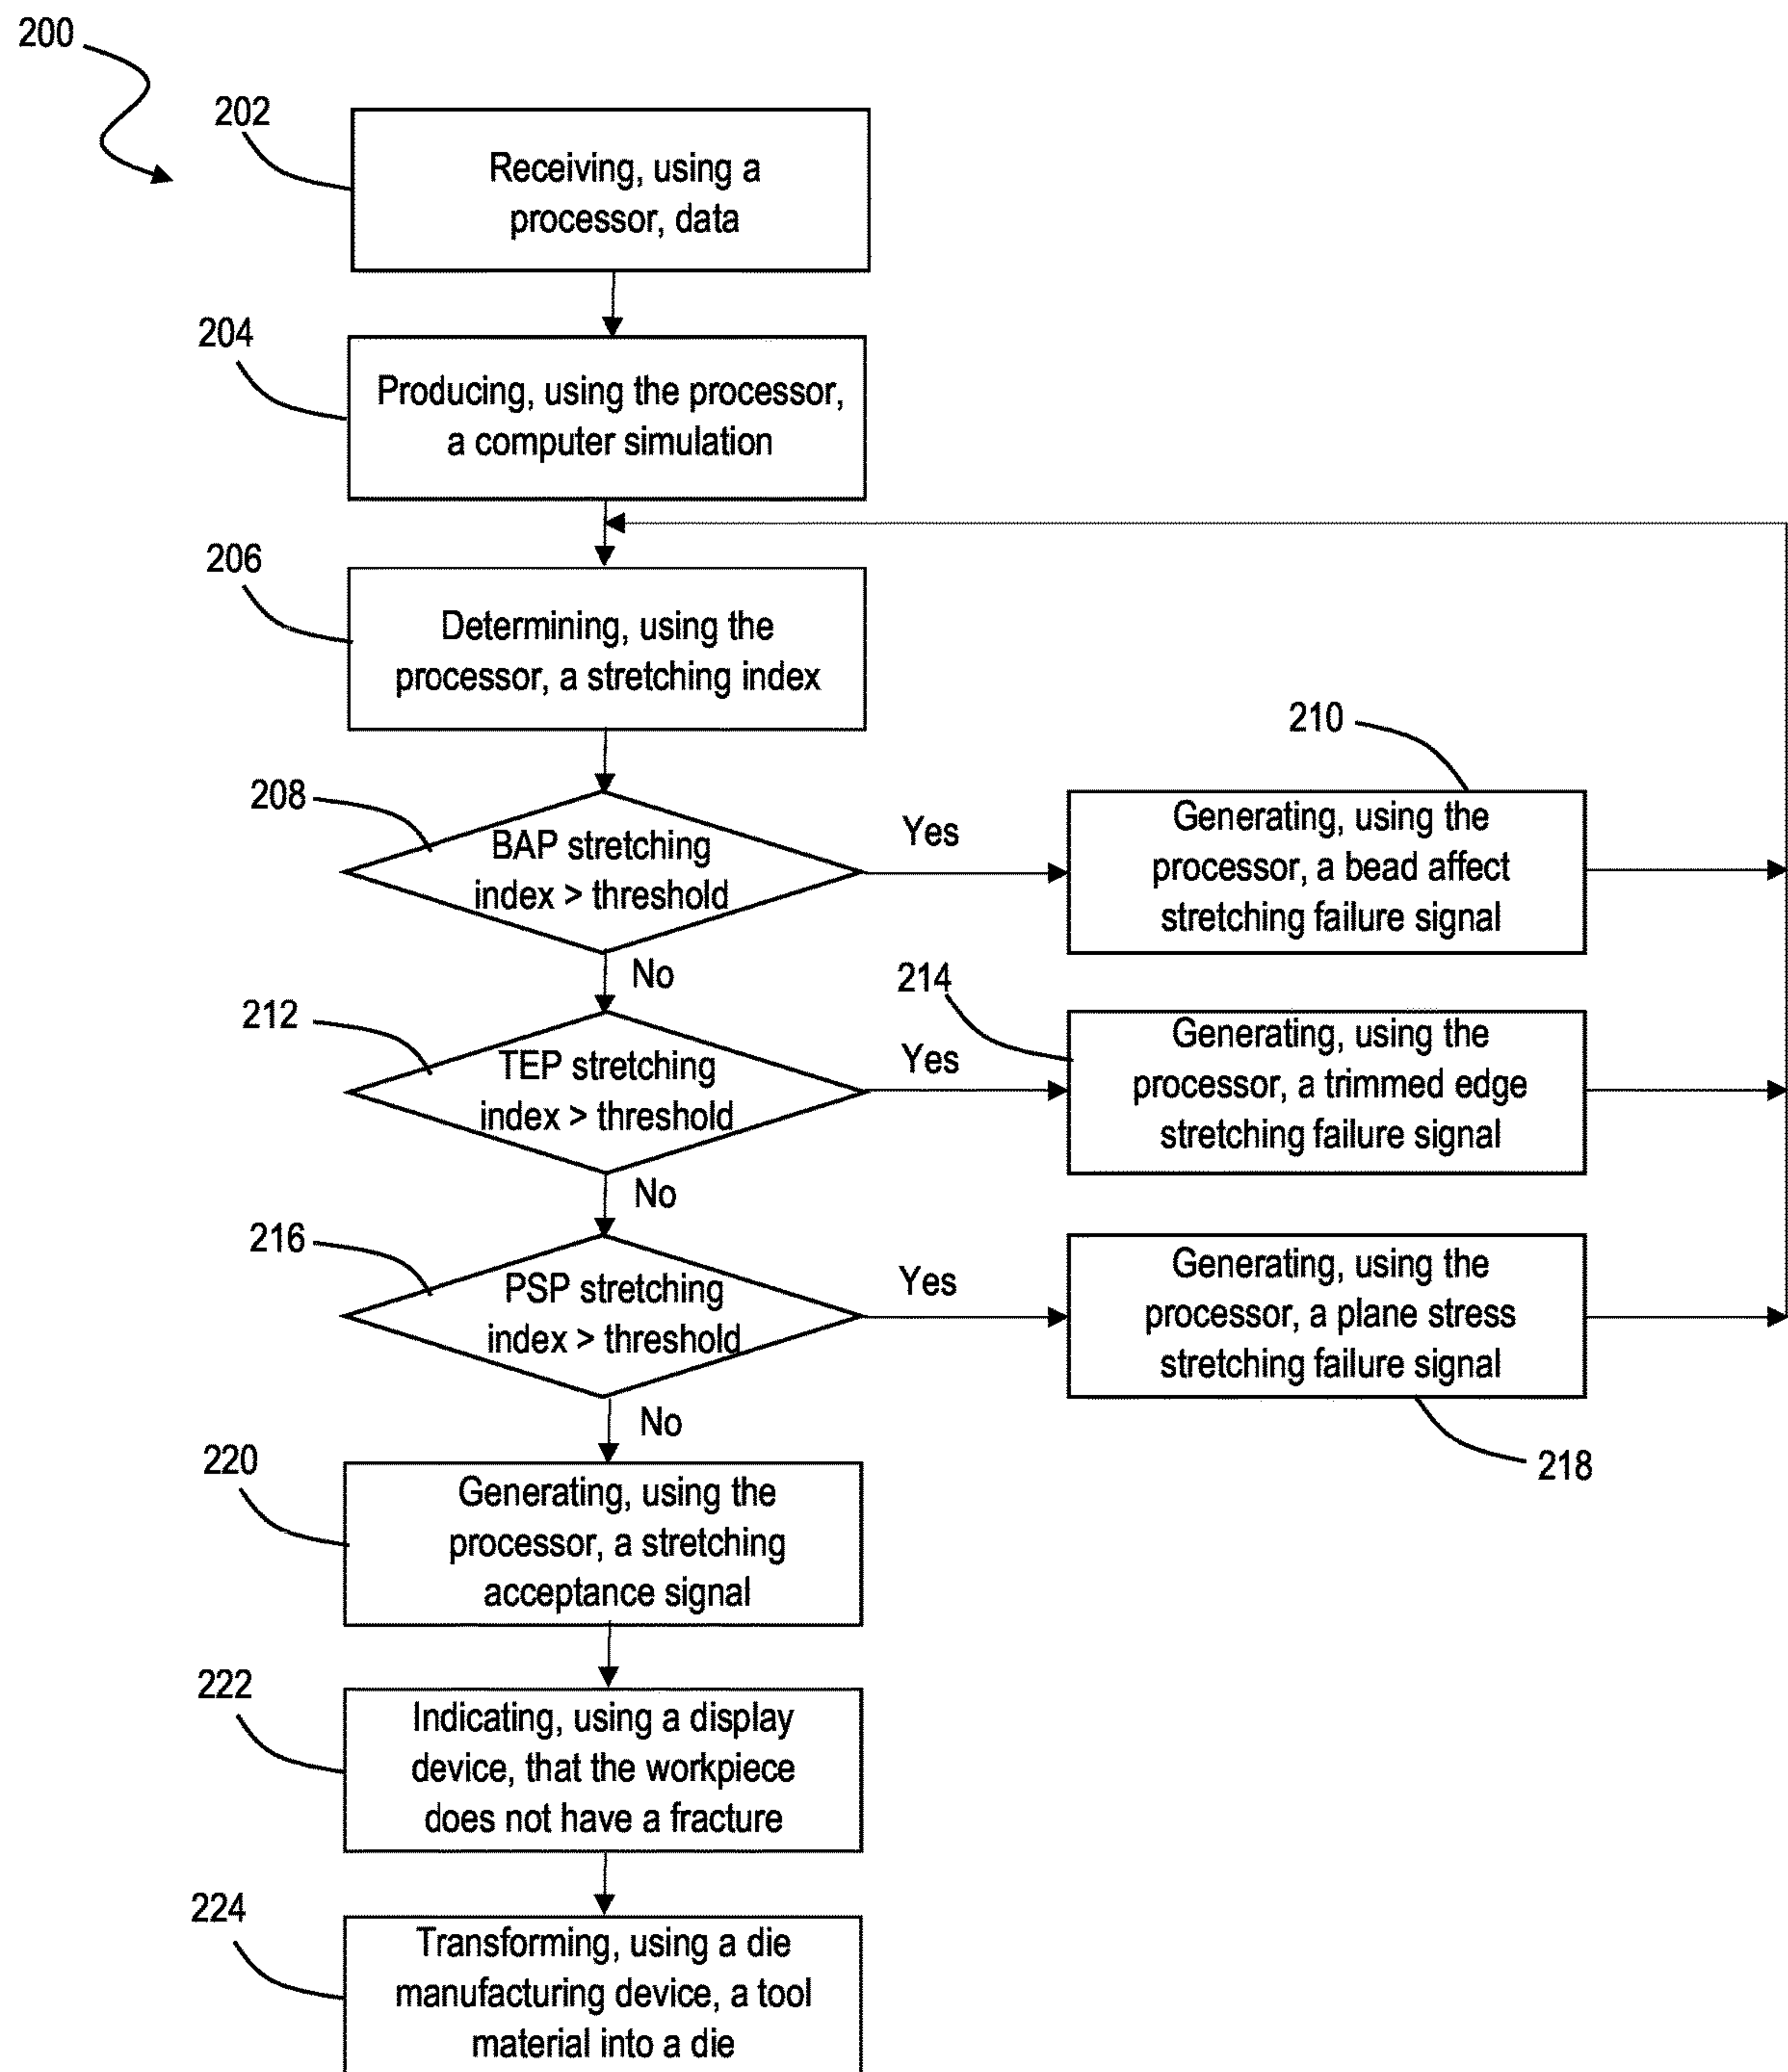 200
202
Receiving, using a
processor, data
204
Producing, using the processor,
a computer simulation
206
Determining, using the
processor, a stretching index
208
BAP stretching
index > threshold
Yes
210
Generating, using the
processor, a bead affect
stretching failure signal
No
212
TEP stretching
index > threshold
Yes
214
Generating, using the
processor, a trimmed edge
stretching failure signal
No
216
PSP stretching
index > threshold
Yes
Generating, using the
processor, a plane stress
stretching failure signal
218
No
220
Generating, using the
processor, a stretching
acceptance signal
222
Indicating, using a display
device, that the workpiece
does not have a fracture
224
Transforming, using a die
manufacturing device, a tool
material into a die